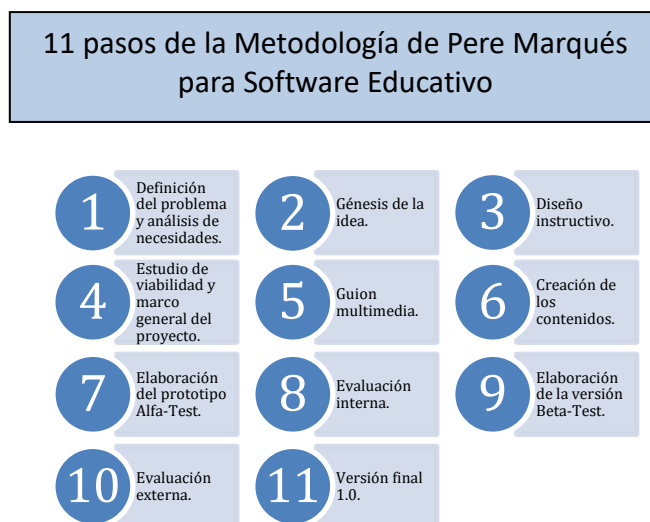 11 pasos de la Metodología de Pere Marqués
para Software Educativo
1
Definición
del problema
y análisis de
necesidades.
2
Génesis de la
idea.
3
Diseño
instructivo.
4
Estudio de
viabilidad y
marco
general del
proyecto.
5
Guion
multimedia.
6
Creación de
los
contenidos.
7
Elaboración
del prototipo
Alfa-Test.
8
Evaluación
interna.
9
Elaboración
de la versión
Beta-Test.
10
Evaluación
externa.
11
Versión final
1.0.